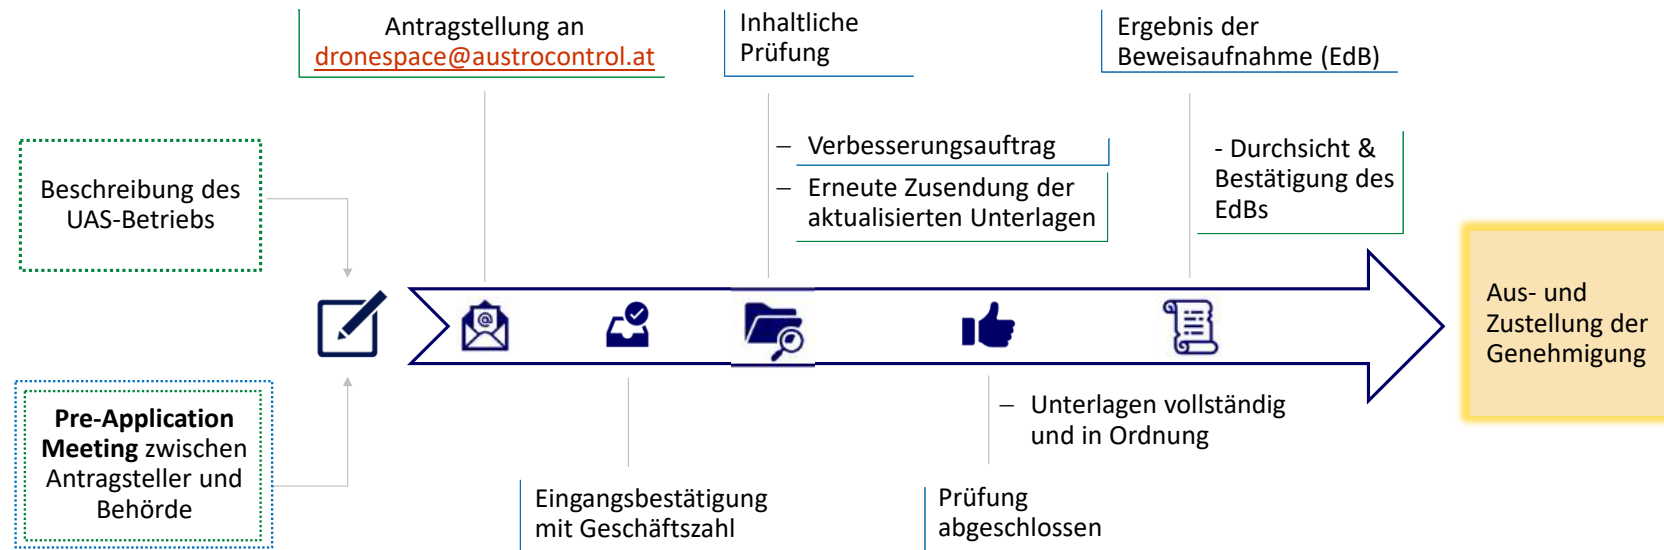 Antragstellung an
dronespace@austrocontrol.at
Inhaltliche
Prüfung
Ergebnis der
Beweisaufnahme (EdB)
– Verbesserungsauftrag
– Erneute Zusendung der
aktualisierten Unterlagen
- Durchsicht &
Bestätigung des
EdBs
Beschreibung des
UAS-Betriebs
@
Aus- und
Zustellung der
Genehmigung
Pre-Application
Meeting zwischen
Antragsteller und
Behörde
– Unterlagen vollständig
und in Ordnung
Eingangsbestätigung
mit Geschäftszahl
Prüfung
abgeschlossen